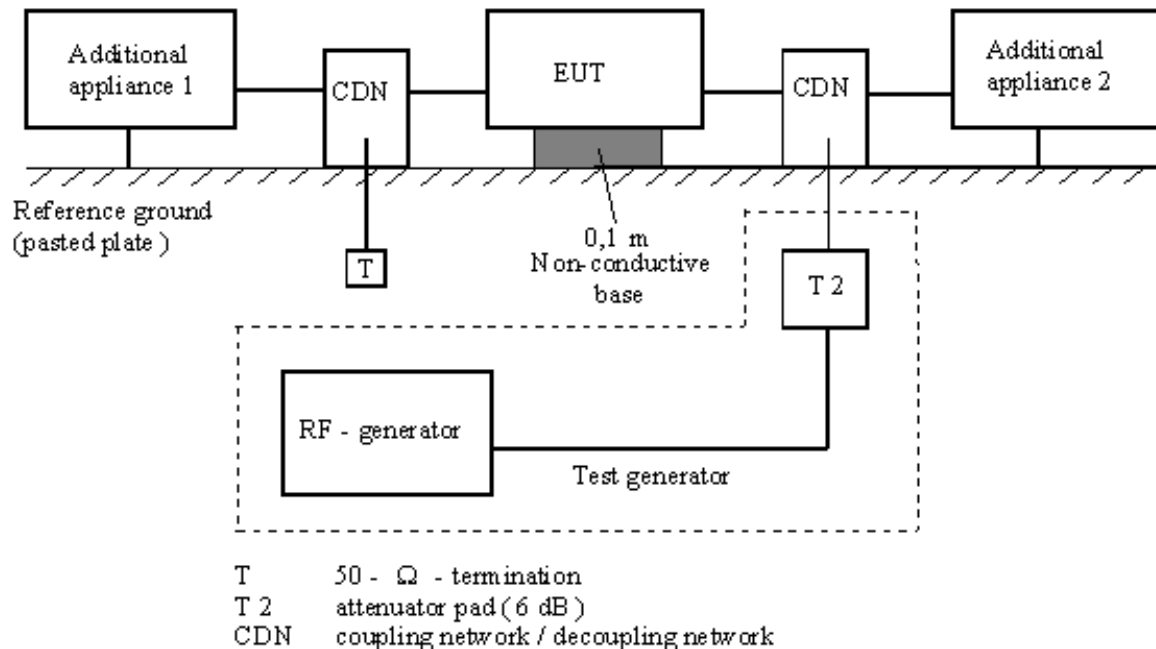 Additional
appliance 1
CDN
EUT
CDN
Additional
appliance 2
Reference ground
(pasted plate)
T
0,1 m
Non-conductive
base
T 2
RF - generator
Test generator
T 50 - Ω - termination
T 2 attenuator pad ( 6 dB )
CDN coupling network / decoupling network